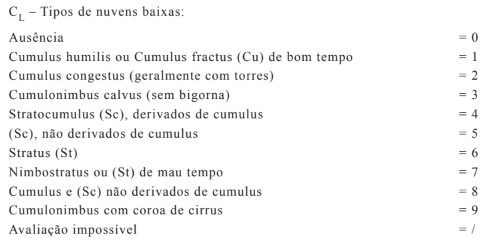 C_L – Tipos de nuvens baixas:
Ausência = 0
Cumulus humilis ou Cumulus fractus (Cu) de bom tempo = 1
Cumulus congestus (geralmente com torres) = 2
Cumulonimbus calvus (sem bigorna) = 3
Stratocumulus (Sc), derivados de cumulus = 4
(Sc), não derivados de cumulus = 5
Stratus (St) = 6
Nimbostratus ou (St) de mau tempo = 7
Cumulus e (Sc) não derivados de cumulus = 8
Cumulonimbus com coroa de cirrus = 9
Avaliação impossível = /